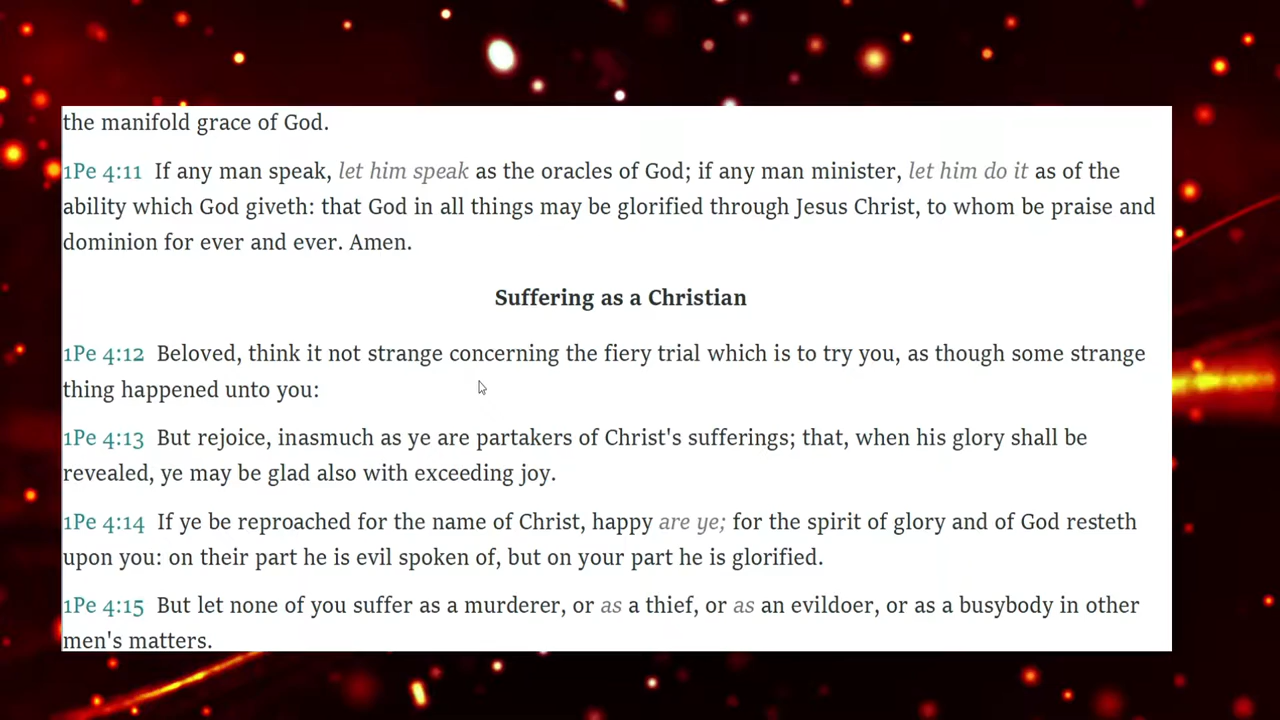 the manifold grace of God.
1Pe 4:11 If any man speak, let him speak as the oracles of God; if any man minister, let him do it as of the
ability which God giveth: that God in all things may be glorified through Jesus Christ, to whom be praise and
dominion for ever and ever. Amen.
Suffering as a Christian
1Pe 4:12 Beloved, think it not strange concerning the fiery trial which is to try you, as though some strange
thing happened unto you:
1Pe 4:13 But rejoice, inasmuch as ye are partakers of Christ's sufferings; that, when his glory shall be
revealed, ye may be glad also with exceeding joy.
1Pe 4:14 If ye be reproached for the name of Christ, happy are ye; for the spirit of glory and of God resteth
upon you: on their part he is evil spoken of, but on your part he is glorified.
1Pe 4:15 But let none of you suffer as a murderer, or as a thief, or as an evildoer, or as a busybody in other
men's matters.